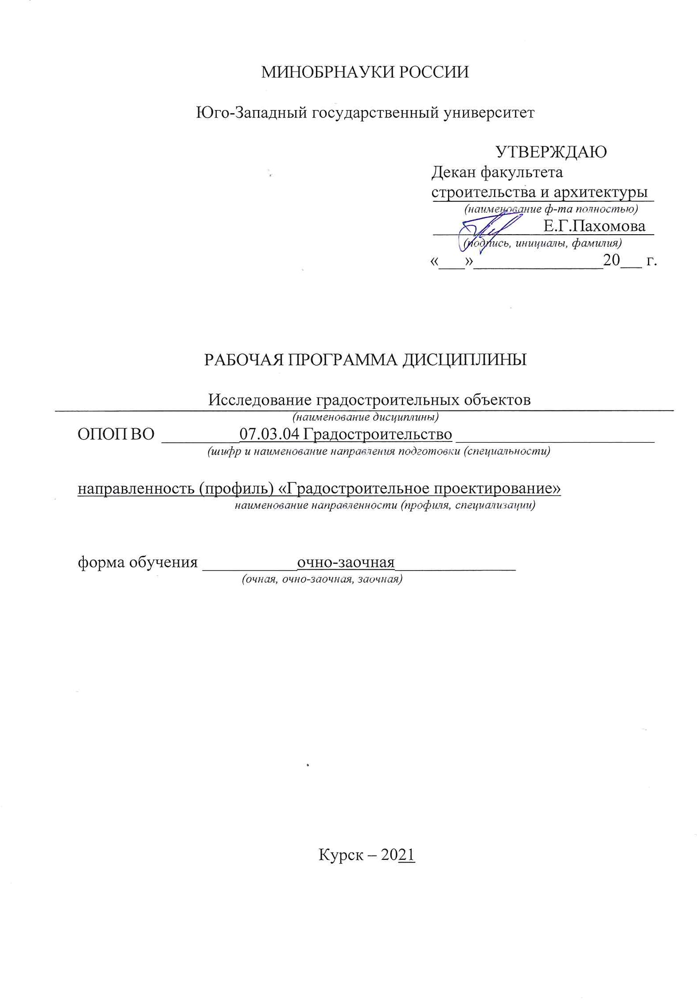 МИНОБРНАУКИ РОССИИ
Юго-Западный государственный университет
УТВЕРЖДАЮ
Декан факультета
строительства и архитектуры
(наименование ф-та полностью)
Е.Г.Пахомова
(подпись, инициалы, фамилия)
«___»_______________20___ г.
РАБОЧАЯ ПРОГРАММА ДИСЦИПЛИНЫ
Исследование градостроительных объектов
(наименование дисциплины)
ОПОП ВО _________07.03.04 Градостроительство _______________________
(шифр и наименование направления подготовки (специальности)
направленность (профиль) «Градостроительное проектирование»
наименование направленности (профиля, специализации)
форма обучения ___________очно-заочная______________
(очная, очно-заочная, заочная)
Курск – 2021